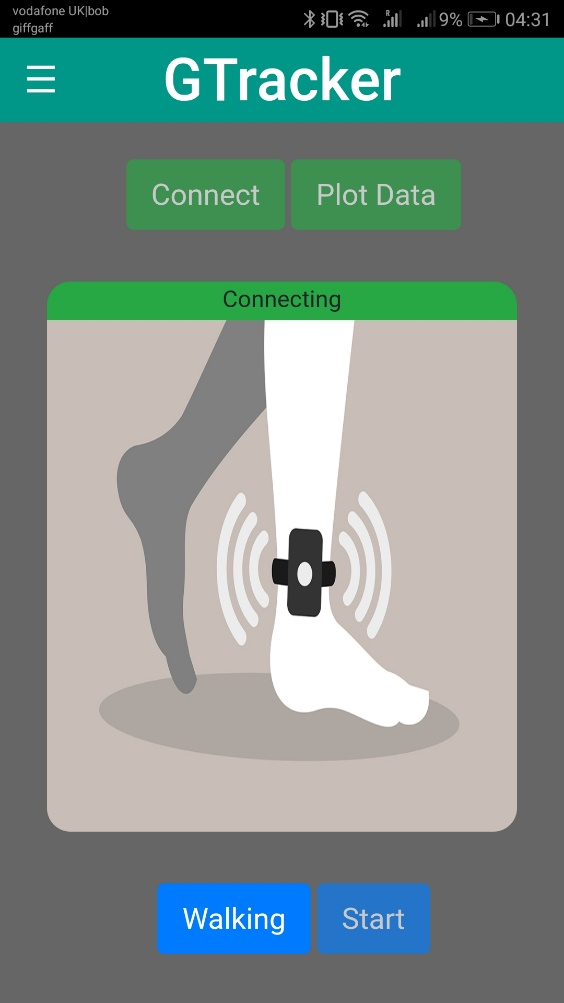 vodafone UK|bob
giffgaff
R
9%
04:31
GTracker
Connect
Plot Data
Connecting
Walking
Start